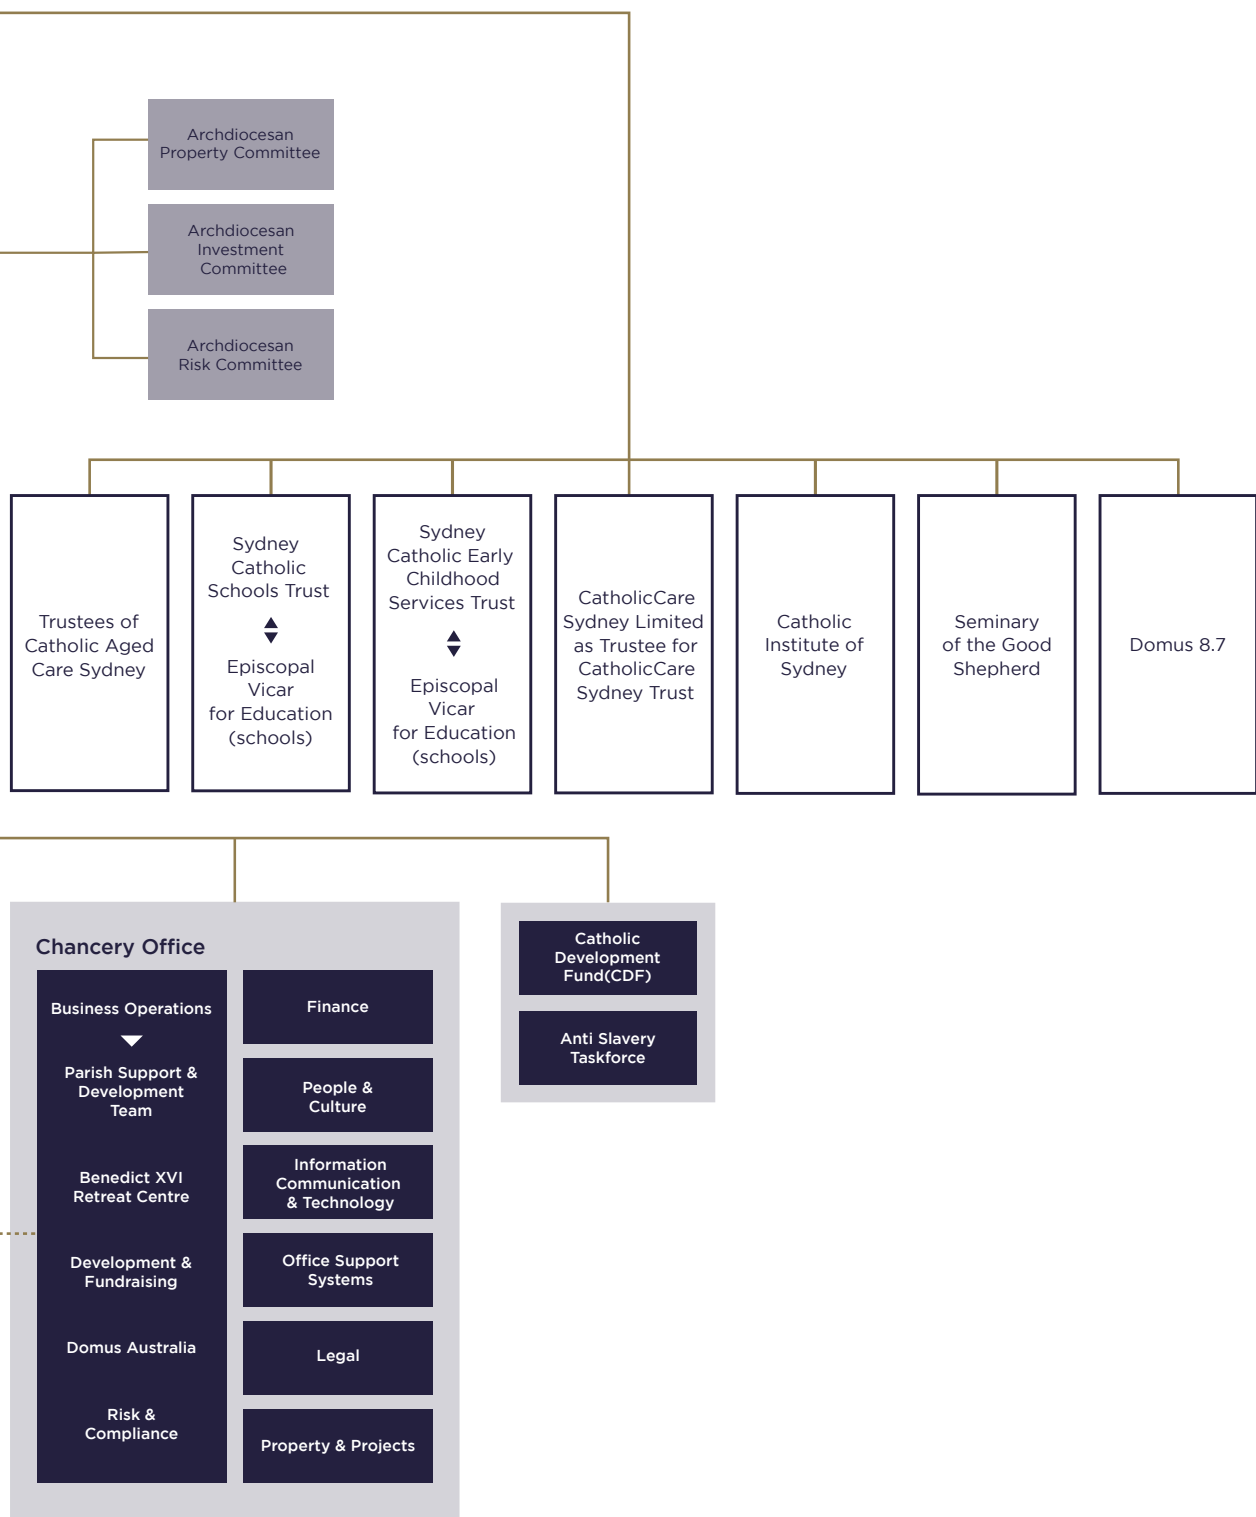 Archdiocesan
Property Committee
Archdiocesan
Investment
Committee
Archdiocesan
Risk Committee
Trustees of
Catholic Aged
Care Sydney
Sydney
Catholic
Schools Trust
Episcopal
Vicar
for Education
(schools)
Sydney
Catholic Early
Childhood
Services Trust
Episcopal
Vicar
for Education
(schools)
CatholicCare
Sydney Limited
as Trustee for
CatholicCare
Sydney Trust
Catholic
Institute of
Sydney
Seminary
of the Good
Shepherd
Domus 8.7
Chancery Office
Business Operations
Parish Support &
Development
Team
Benedict XVI
Retreat Centre
Development &
Fundraising
Domus Australia
Risk &
Compliance
Finance
People &
Culture
Information
Communication
& Technology
Office Support
Systems
Legal
Property & Projects
Catholic
Development
Fund(CDF)
Anti Slavery
Taskforce